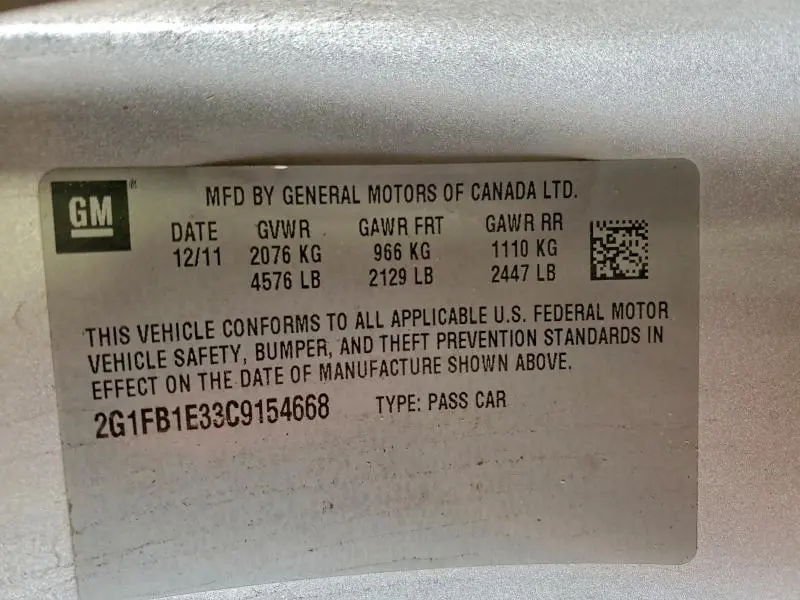 GM
MFD BY GENERAL MOTORS OF CANADA LTD.
DATE GVWR GAWR FRT GAWR RR
12/11 2076 KG 966 KG 1110 KG
4576 LB 2129 LB 2447 LB
THIS VEHICLE CONFORMS TO ALL APPLICABLE U.S. FEDERAL MOTOR
VEHICLE SAFETY, BUMPER, AND THEFT PREVENTION STANDARDS IN
EFFECT ON THE DATE OF MANUFACTURE SHOWN ABOVE.
2G1FB1E33C9154668 TYPE: PASS CAR